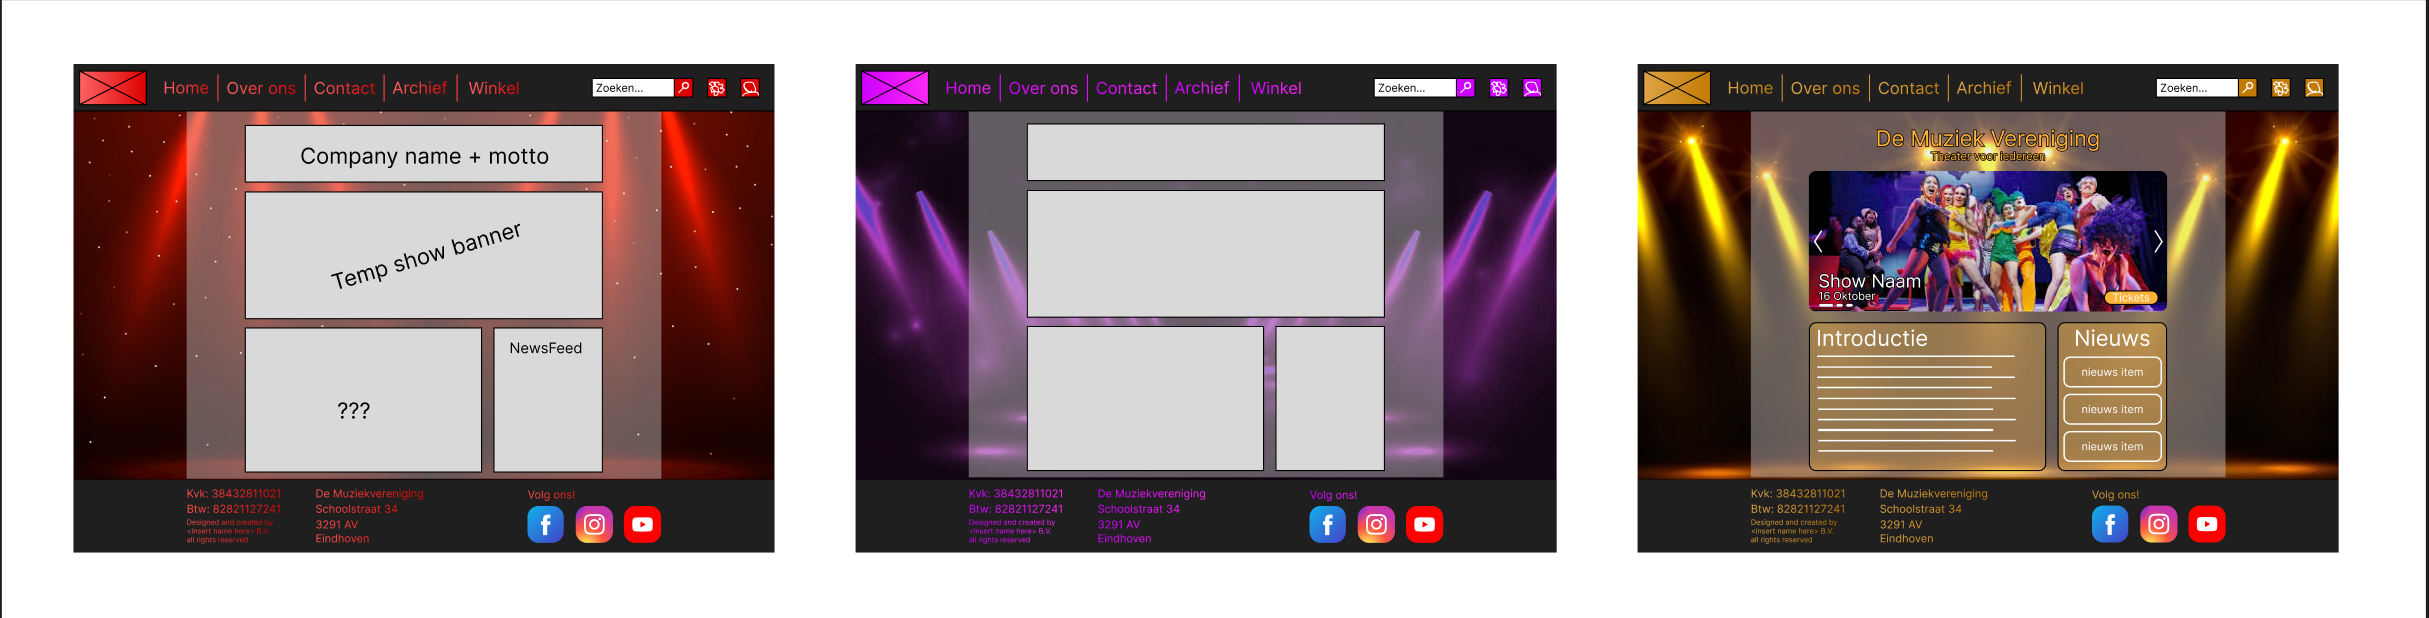 Home Over ons Contact Archief Winkel Zoeken...
Company name + motto
Temp show banner
???
NewsFeed
Kvk: 38432811021
Btw: 82821127241
Designed and created by
<insert name here> B.V.
all rights reserved
De Muziekvereniging
Schoolstraat 34
3291 AV
Eindhoven
Volg ons!
Home Over ons Contact Archief Winkel Zoeken...
Kvk: 38432811021
Btw: 82821127241
Designed and created by
<insert name here> B.V.
all rights reserved
De Muziekvereniging
Schoolstraat 34
3291 AV
Eindhoven
Volg ons!
Home Over ons Contact Archief Winkel Zoeken...
De Muziek Vereniging
Theater voor iedereen
Show Naam
16 Oktober
Tickets
Introductie
Nieuws
nieuws item
nieuws item
nieuws item
Kvk: 38432811021
Btw: 82821127241
Designed and created by
<insert name here> B.V.
all rights reserved
De Muziekvereniging
Schoolstraat 34
3291 AV
Eindhoven
Volg ons!